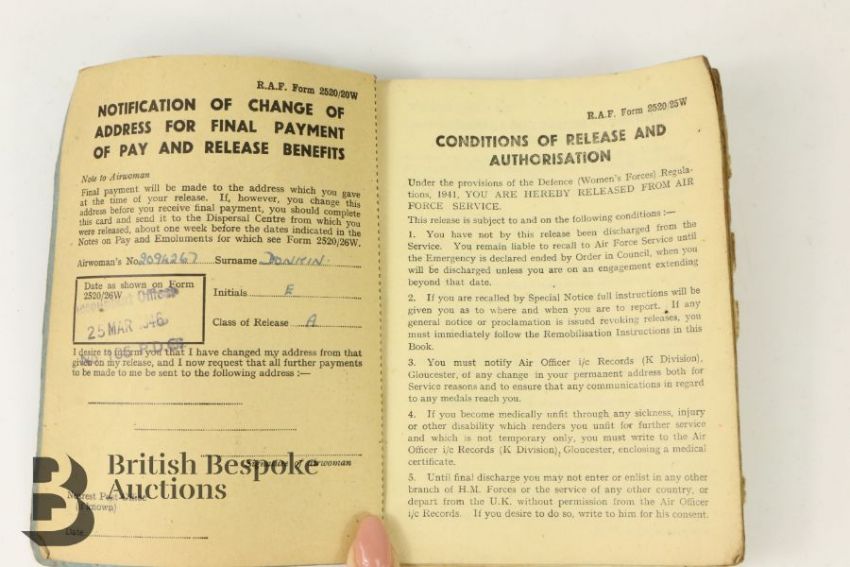 R.A.F. Form 2520/20W
NOTIFICATION OF CHANGE OF
ADDRESS FOR FINAL PAYMENT
OF PAY AND RELEASE BENEFITS
Note to Airwoman
Final payment will be made to the address which you gave
at the time of your release. If, however, you change this
address before you receive final payment, you should complete
this card and send it to the Dispersal Centre from which you
were released, about one week before the dates indicated in the
Notes on Pay and Emoluments for which see Form 2520/26W.
Airwoman's No. 2094267 Surname DONKIN.
Date as shown on Form
2520/26W
25 MAR 1946
Initials E
Class of Release A
I desire to inform you that I have changed my address from that
given on my release, and I now request that all further payments
to be made to me be sent to the following address :—
Signature of Airwoman
Nearest Post Office
(if known)
Date
British Bespoke
Auctions
R.A.F. Form 2520/25W
CONDITIONS OF RELEASE AND
AUTHORISATION
Under the provisions of the Defence (Women's Forces) Regula-
tions, 1941, YOU ARE HEREBY RELEASED FROM AIR
FORCE SERVICE.
This release is subject to and on the following conditions :—
1. You have not by this release been discharged from the
Service. You remain liable to recall to Air Force Service until
the Emergency is declared ended by Order in Council, when you
will be discharged unless you are on an engagement extending
beyond that date.
2. If you are recalled by Special Notice full instructions will be
given you as to where and when you are to report. If any
general notice or proclamation is issued revoking releases, you
must immediately follow the Remobilisation Instructions in this
Book.
3. You must notify Air Officer i/c Records (K Division),
Gloucester, of any change in your permanent address both for
Service reasons and to ensure that any communications in regard
to any medals reach you.
4. If you become medically unfit through any sickness, injury
or other disability which renders you unfit for further service
and which is not temporary only, you must write to the Air
Officer i/c Records (K Division), Gloucester, enclosing a medical
certificate.
5. Until final discharge you may not enter or enlist in any other
branch of H.M. Forces or the service of any other country, or
depart from the U.K. without permission from the Air Officer
i/c Records. If you desire to do so, write to him for his consent.